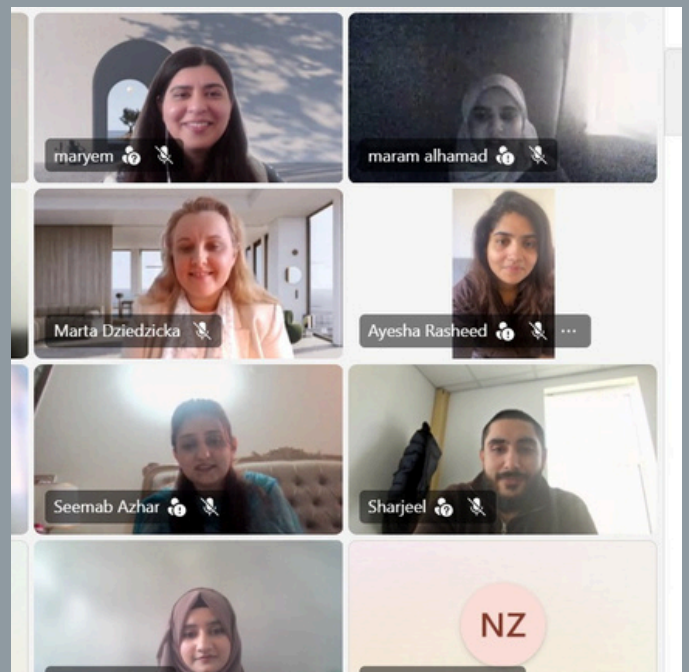 maryem
maram alhamad
Marta Dziedzicka
Ayesha Rasheed
Seemab Azhar
Sharjeel
NZ